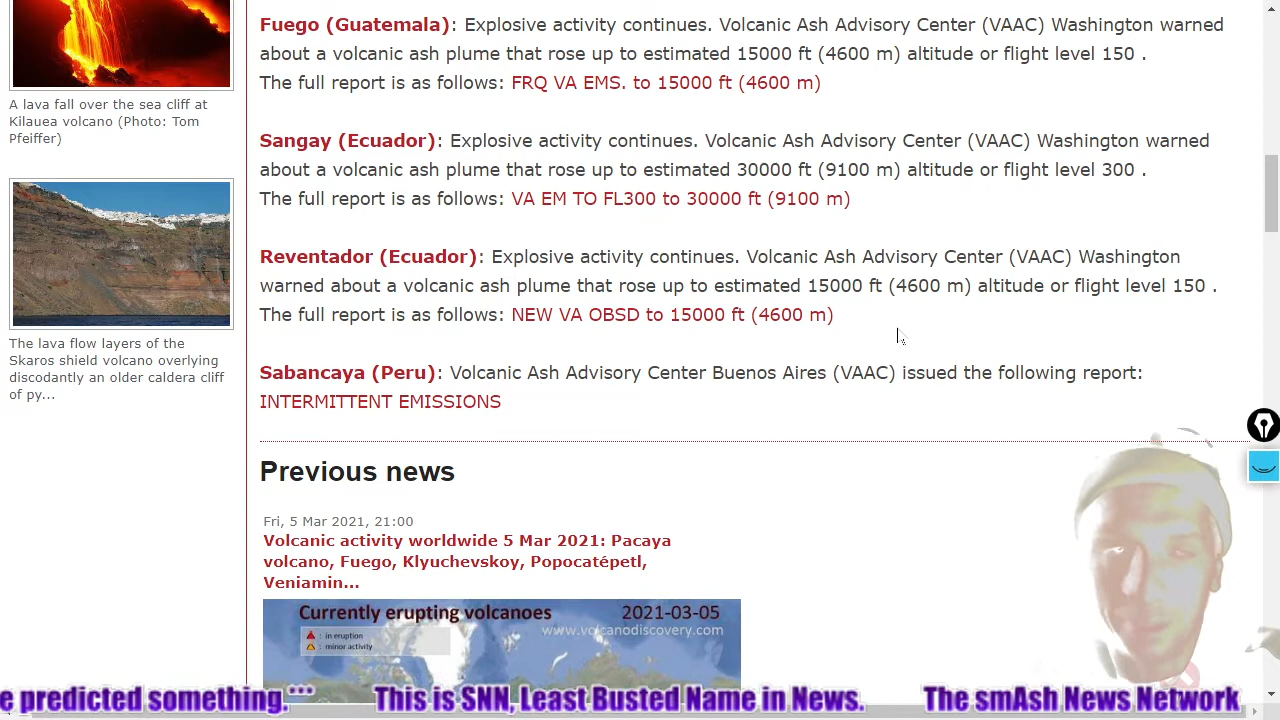 Fuego (Guatemala): Explosive activity continues. Volcanic Ash Advisory Center (VAAC) Washington warned
about a volcanic ash plume that rose up to estimated 15000 ft (4600 m) altitude or flight level 150 .
The full report is as follows: FRQ VA EMS. to 15000 ft (4600 m)
Sangay (Ecuador): Explosive activity continues. Volcanic Ash Advisory Center (VAAC) Washington warned
about a volcanic ash plume that rose up to estimated 30000 ft (9100 m) altitude or flight level 300 .
The full report is as follows: VA EM TO FL300 to 30000 ft (9100 m)
Reventador (Ecuador): Explosive activity continues. Volcanic Ash Advisory Center (VAAC) Washington
warned about a volcanic ash plume that rose up to estimated 15000 ft (4600 m) altitude or flight level 150 .
The full report is as follows: NEW VA OBSD to 15000 ft (4600 m)
Sabancaya (Peru): Volcanic Ash Advisory Center Buenos Aires (VAAC) issued the following report:
INTERMITTENT EMISSIONS
A lava fall over the sea cliff at
Kilauea volcano (Photo: Tom
Pfeiffer)
The lava flow layers of the
Skaros shield volcano overlying
discodantly an older caldera cliff
of py...
Previous news
Fri, 5 Mar 2021, 21:00
Volcanic activity worldwide 5 Mar 2021: Pacaya
volcano, Fuego, Klyuchevskoy, Popocatépetl,
Veniamin...
Currently erupting volcanoes 2021-03-05
www.volcanodiscovery.com
: in eruption
: minor activity
e predicted something.*** This is SNN, Least Busted Name in News. The smAsh News Network